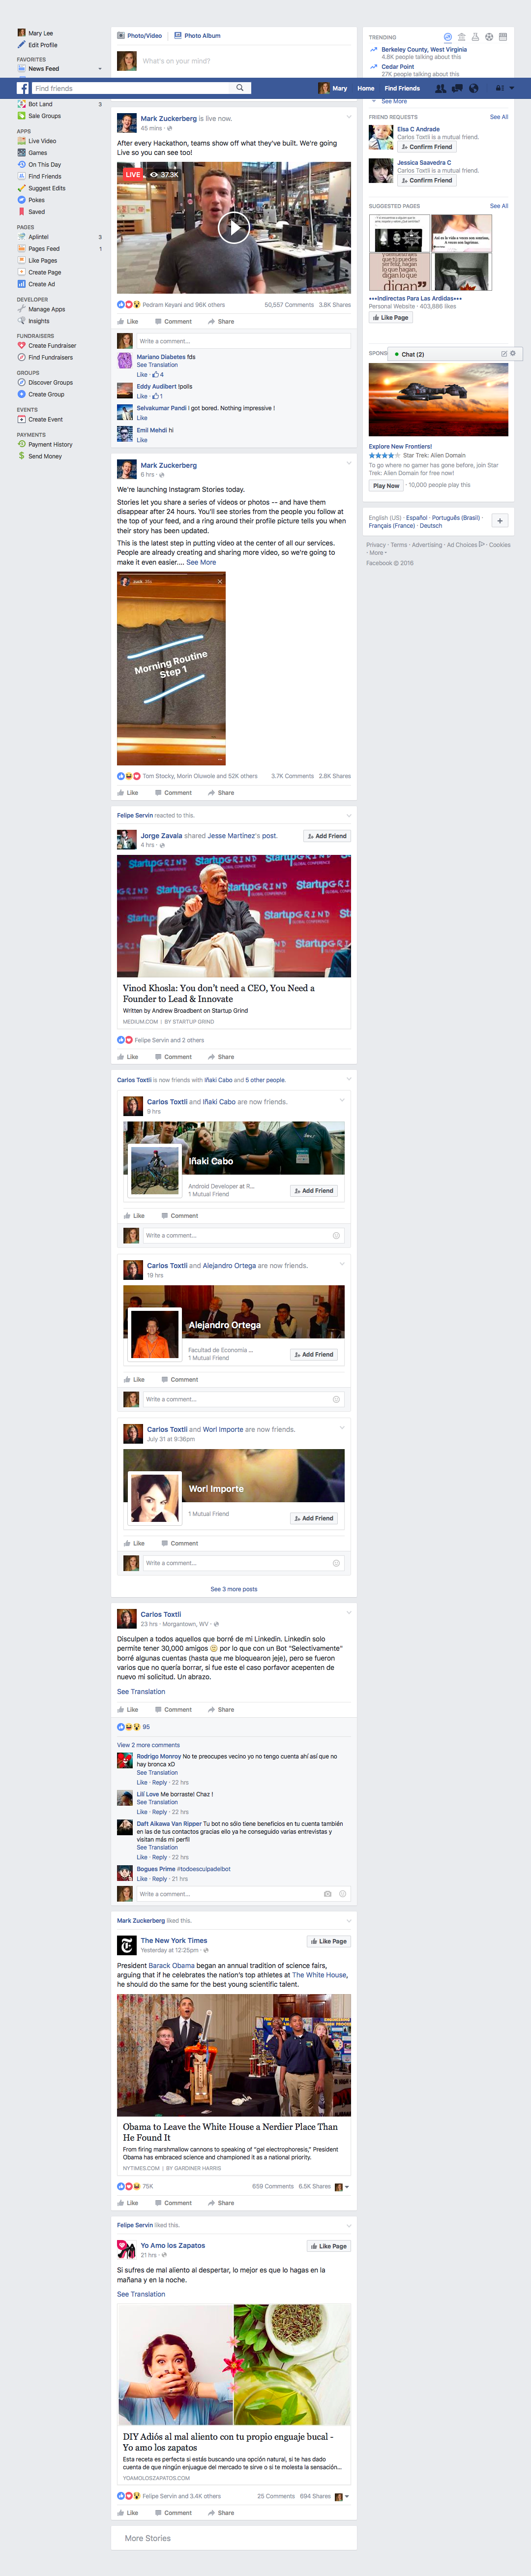 Mary Lee
Edit Profile
FAVORITES
News Feed
Bot Land 3
Sale Groups
APPS
Live Video
Games
On This Day
Find Friends
Suggest Edits
Pokes
Saved
PAGES
Aplintel 3
Pages Feed 1
Like Pages
Create Page
Create Ad
DEVELOPER
Manage Apps
Insights
FUNDRAISERS
Create Fundraiser
Find Fundraisers
GROUPS
Discover Groups
Create Group
EVENTS
Create Event
PAYMENTS
Payment History
Send Money
Find friends
Mary Home Find Friends
Photo/Video Photo Album
What's on your mind?
Mark Zuckerberg is live now.
45 mins ·
After every Hackathon, teams show off what they've built. We're going
Live so you can see too!
LIVE 37.3K
Pedram Keyani and 96K others 50,557 Comments 3.8K Shares
Like Comment Share
Write a comment...
Mariano Diabetes fds
See Translation
Like · 4
Eddy Audibert Ipolis
Like · 1
Selvakumar Pandi I got bored. Nothing impressive !
Like
Emil Mehdi hi
Like
Mark Zuckerberg
6 hrs ·
We're launching Instagram Stories today.
Stories let you share a series of videos or photos -- and have them
disappear after 24 hours. You'll see stories from the people you follow at
the top of your feed, and a ring around their profile picture tells you when
their story has been updated.
This is the latest step in putting video at the center of all our services.
People are already creating and sharing more video, so we're going to
make it even easier.... See More
Morning Routine
Step 1
Tom Stocky, Morin Oluwole and 52K others 3.7K Comments 2.8K Shares
Like Comment Share
Felipe Servin reacted to this.
Jorge Zavala shared Jesse Martinez's post.
4 hrs ·
Add Friend
STARTUPGRIND
GLOBAL CONFERENCE
Vinod Khosla: You don't need a CEO, You Need a
Founder to Lead & Innovate
Written by Andrew Broadbent on Startup Grind
MEDIUM.COM | BY STARTUP GRIND
Felipe Servin and 2 others
Like Comment Share
Carlos Toxtli is now friends with Iñaki Cabo and 5 other people.
Carlos Toxtli and Iñaki Cabo are now friends.
9 hrs
Iñaki Cabo
Android Developer at R...
1 Mutual Friend
Add Friend
Like Comment
Write a comment...
Carlos Toxtli and Alejandro Ortega are now friends.
19 hrs
Alejandro Ortega
Facultad de Economía ...
1 Mutual Friend
Add Friend
Like Comment
Write a comment...
Carlos Toxtli and Worl Importe are now friends.
July 31 at 9:36pm
Worl Importe
1 Mutual Friend
Add Friend
Like Comment
Write a comment...
See 3 more posts
Carlos Toxtli
23 hrs · Morgantown, WV ·
Disculpen a todos aquellos que borré de mi Linkedin. Linkedin solo
permite tener 30,000 amigos por lo que con un Bot "Selectivamente"
borré algunas cuentas (hasta que me bloquearon jeje), pero se fueron
varios que no quería borrar, si fue este el caso porfavor acepenten de
nuevo mi solicitud. Un abrazo.
See Translation
Like Comment Share
95
View 2 more comments
Rodrigo Monroy No te preocupes vecino yo no tengo cuenta ahi así que no
hay bronca xD
See Translation
Like · Reply · 22 hrs
Lili Love Me borraste! Chaz !
See Translation
Like · Reply · 22 hrs
Daft Aikawa Van Ripper Tu bot no sólo tiene beneficios en tu cuenta también
en las de tus contactos gracias ello ya he conseguido varias entrevistas y
visitan más mi perfil
See Translation
Like · Reply · 22 hrs
Bogues Prime #todoesculpadelbot
Like · Reply · 21 hrs
Write a comment...
Mark Zuckerberg liked this.
The New York Times
Yesterday at 12:25pm ·
Like Page
President Barack Obama began an annual tradition of science fairs,
arguing that if he celebrates the nation's top athletes at The White House,
he should do the same for the best young scientific talent.
Obama to Leave the White House a Nerdier Place Than
He Found It
From firing marshmallow cannons to speaking of "gel electrophoresis," President
Obama has embraced science and championed it as a national priority.
NYTIMES.COM | BY GARDINER HARRIS
75K 659 Comments 6.5K Shares
Like Comment Share
Felipe Servin liked this.
Yo Amo los Zapatos
21 hrs ·
Like Page
Si sufres de mal aliento al despertar, lo mejor es que lo hagas en la
mañana y en la noche.
See Translation
DIY Adiós al mal aliento con tu propio enguaje bucal -
Yo amo los zapatos
Esta receta es perfecta si estás buscando una opción natural, si te has dado
cuenta de que ningún enjuague del mercado te sirve o si te molesta la sensación...
YOAMOLOSZAPATOS.COM
Felipe Servin and 3.4K others 25 Comments 694 Shares
Like Comment Share
More Stories
TRENDING
Berkeley County, West Virginia
4.8K people talking about this
Cedar Point
27K people talking about this
See More
FRIEND REQUESTS See All
Elsa C Andrade
Carlos Toxtli is a mutual friend.
Confirm Friend
Jessica Saavedra C
Carlos Toxtli is a mutual friend.
Confirm Friend
SUGGESTED PAGES See All
•••Indirectas Para Las Ardidas•••
Personal Website · 403,886 likes
Like Page
SPONS
Chat (2)
Explore New Frontiers!
Star Trek: Alien Domain
To go where no gamer has gone before, join Star
Trek: Alien Domain for free now!
Play Now · 10,000 people play this
English (US) · Español · Português (Brasil) ·
Français (France) · Deutsch
Privacy · Terms · Advertising · Ad Choices · Cookies
· More
Facebook © 2016